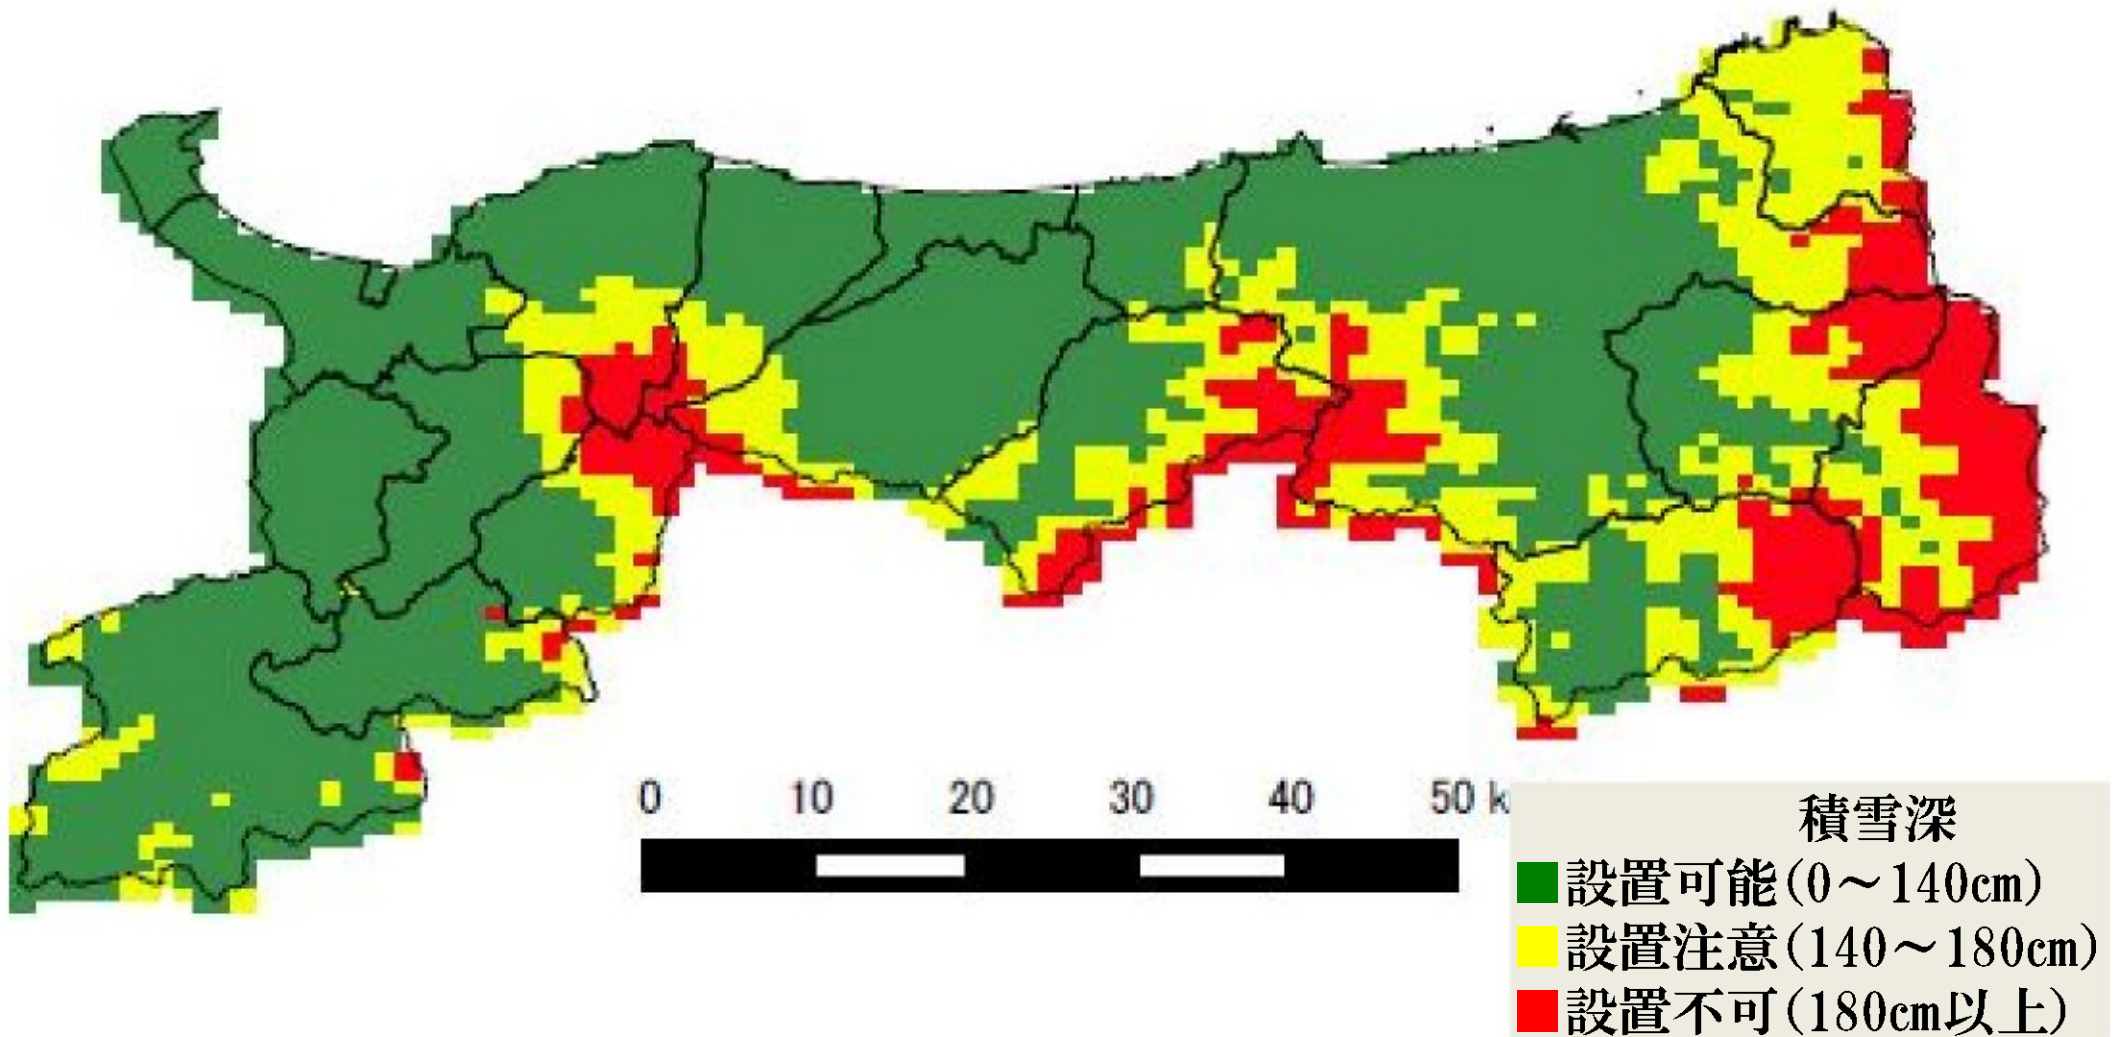 0 10 20 30 40 50 k
積雪深
設置可能(0～140cm)
設置注意(140～180cm)
設置不可(180cm以上)